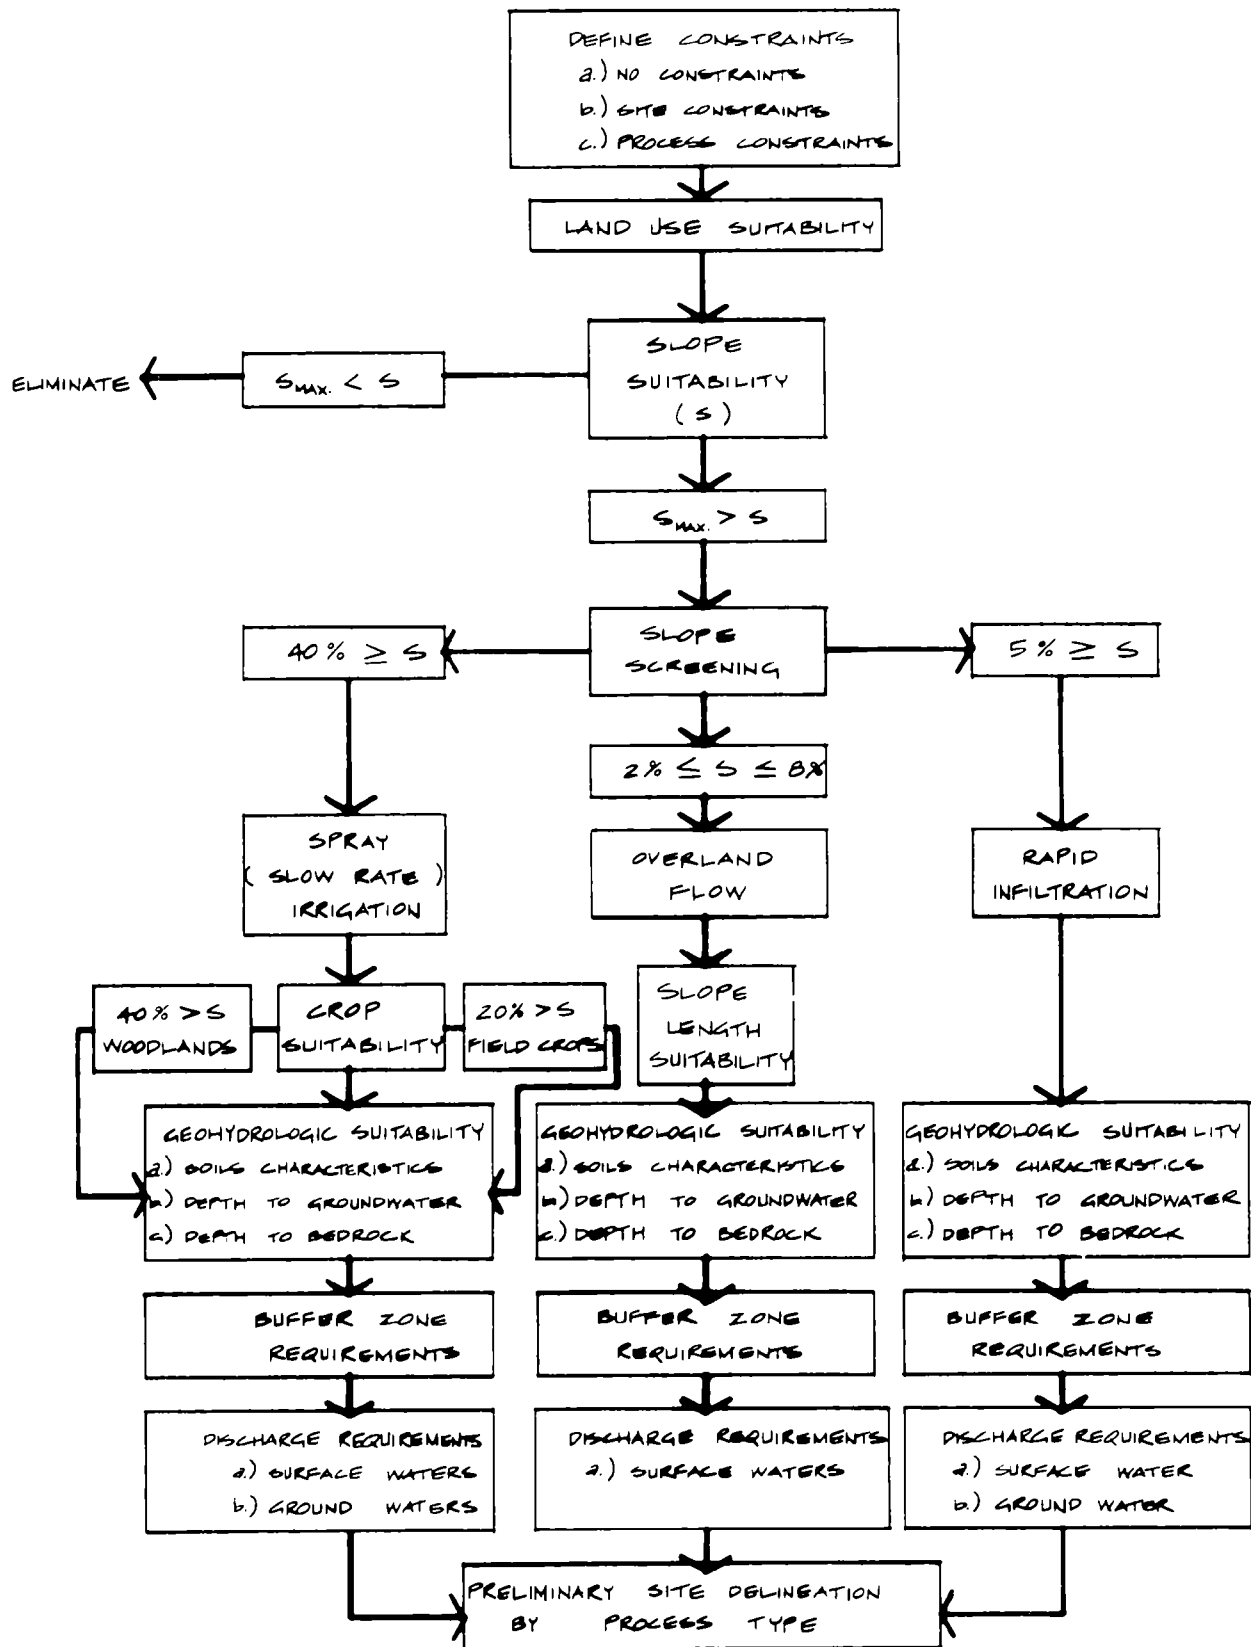 DEFINE CONSTRAINTS
a.) NO CONSTRAINTS
b.) SITE CONSTRAINTS
c.) PROCESS CONSTRAINTS
LAND USE SUITABILITY
SLOPE
SUITABILITY
(S)
ELIMINATE
SMAX. < S
SMAX. > S
SLOPE
SCREENING
40% ≥ S
5% ≥ S
2% ≤ S ≤ 8%
SPRAY
(SLOW RATE)
IRRIGATION
OVERLAND
FLOW
RAPID
INFILTRATION
40% > S
WOODLANDS
CROP
SUITABILITY
20% > S
FIELD CROPS
SLOPE
LENGTH
SUITABILITY
GEOHYDROLOGIC SUITABILITY
a.) SOILS CHARACTERISTICS
b.) DEPTH TO GROUNDWATER
c.) DEPTH TO BEDROCK
GEOHYDROLOGIC SUITABILITY
a.) SOILS CHARACTERISTICS
b.) DEPTH TO GROUNDWATER
c.) DEPTH TO BEDROCK
GEOHYDROLOGIC SUITABILITY
a.) SOILS CHARACTERISTICS
b.) DEPTH TO GROUNDWATER
c.) DEPTH TO BEDROCK
BUFFER ZONE
REQUIREMENTS
BUFFER ZONE
REQUIREMENTS
BUFFER ZONE
REQUIREMENTS
DISCHARGE REQUIREMENTS
a.) SURFACE WATERS
b.) GROUND WATERS
DISCHARGE REQUIREMENTS
a.) SURFACE WATERS
DISCHARGE REQUIREMENTS
a.) SURFACE WATER
b.) GROUND WATER
PRELIMINARY SITE DELINEATION
BY PROCESS TYPE